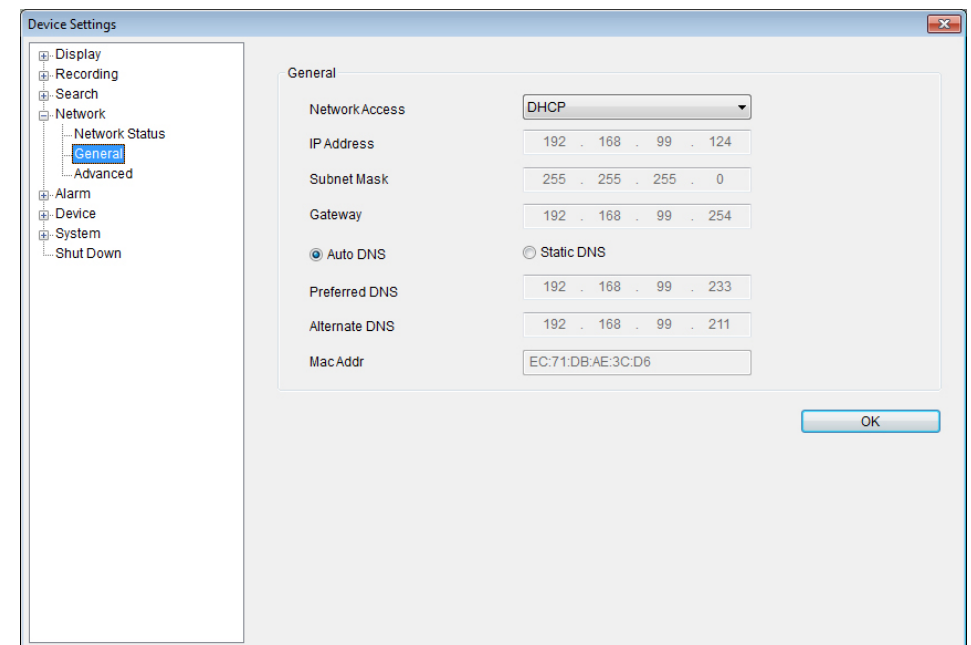 Device Settings
Display
Recording
Search
Network
Network Status
General
Advanced
Alarm
Device
System
Shut Down
General
Network Access DHCP
IP Address 192 . 168 . 99 . 124
Subnet Mask 255 . 255 . 255 . 0
Gateway 192 . 168 . 99 . 254
Auto DNS Static DNS
Preferred DNS 192 . 168 . 99 . 233
Alternate DNS 192 . 168 . 99 . 211
Mac Addr EC:71:DB:AE:3C:D6
OK